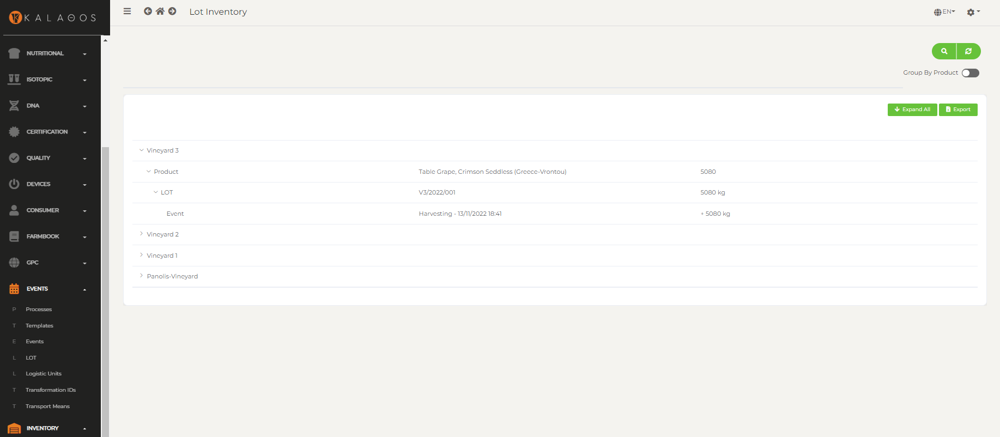 KALAΘOS
Lot Inventory
EN
NUTRITIONAL
ISOTOPIC
DNA
CERTIFICATION
QUALITY
DEVICES
CONSUMER
FARMBOOK
GPC
EVENTS
P Processes
T Templates
E Events
L LOT
L Logistic Units
T Transformation IDs
T Transport Means
INVENTORY
Group By Product
Expand All Export
Vineyard 3
Product Table Grape, Crimson Seddless (Greece-Vrontou) 5080
LOT V3/2022/001 5080 kg
Event Harvesting - 13/11/2022 18:41 + 5080 kg
Vineyard 2
Vineyard 1
Panolis-Vineyard